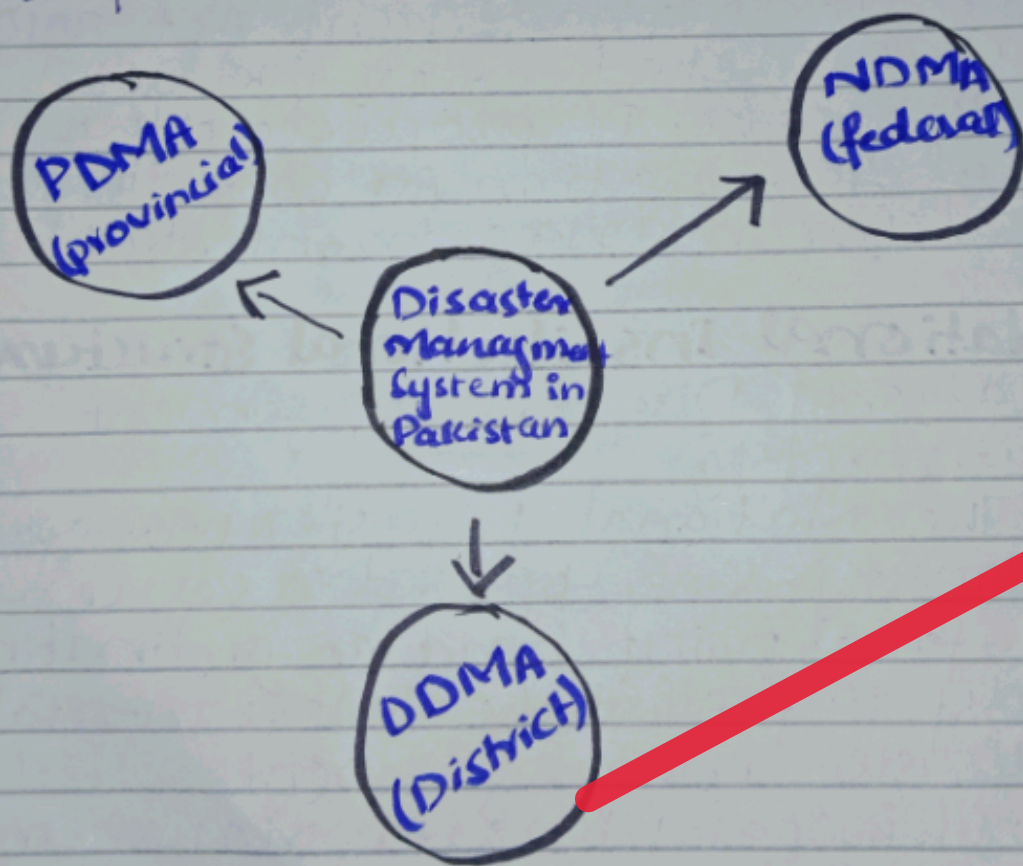 NDMA
(federal)
PDMA
(provincial)
Disaster
Managment
System in
Pakistan
DDMA
(District)